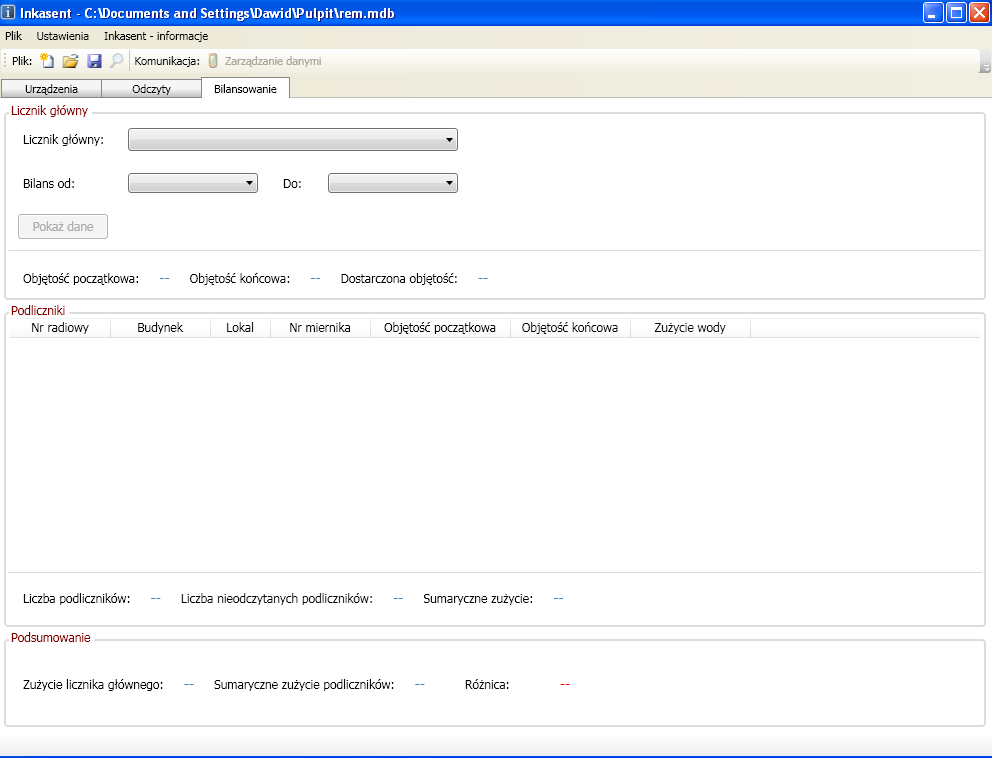 Inkasent - C:\Documents and Settings\Dawid\Pulpit\rem.mdb
Plik Ustawienia Inkasent - informacje
Plik: Komunikacja: Zarządzanie danymi
Urządzenia Odczyty Bilansowanie
Licznik główny
Licznik główny:
Bilans od: Do:
Pokaż dane
Objętość początkowa: -- Objętość końcowa: -- Dostarczona objętość: --
Podliczniki
Nr radiowy Budynek Lokal Nr miernika Objętość początkowa Objętość końcowa Zużycie wody
Liczba podliczników: -- Liczba nieodczytanych podliczników: -- Sumaryczne zużycie: --
Podsumowanie
Zużycie licznika głównego: -- Sumaryczne zużycie podliczników: -- Różnica: --